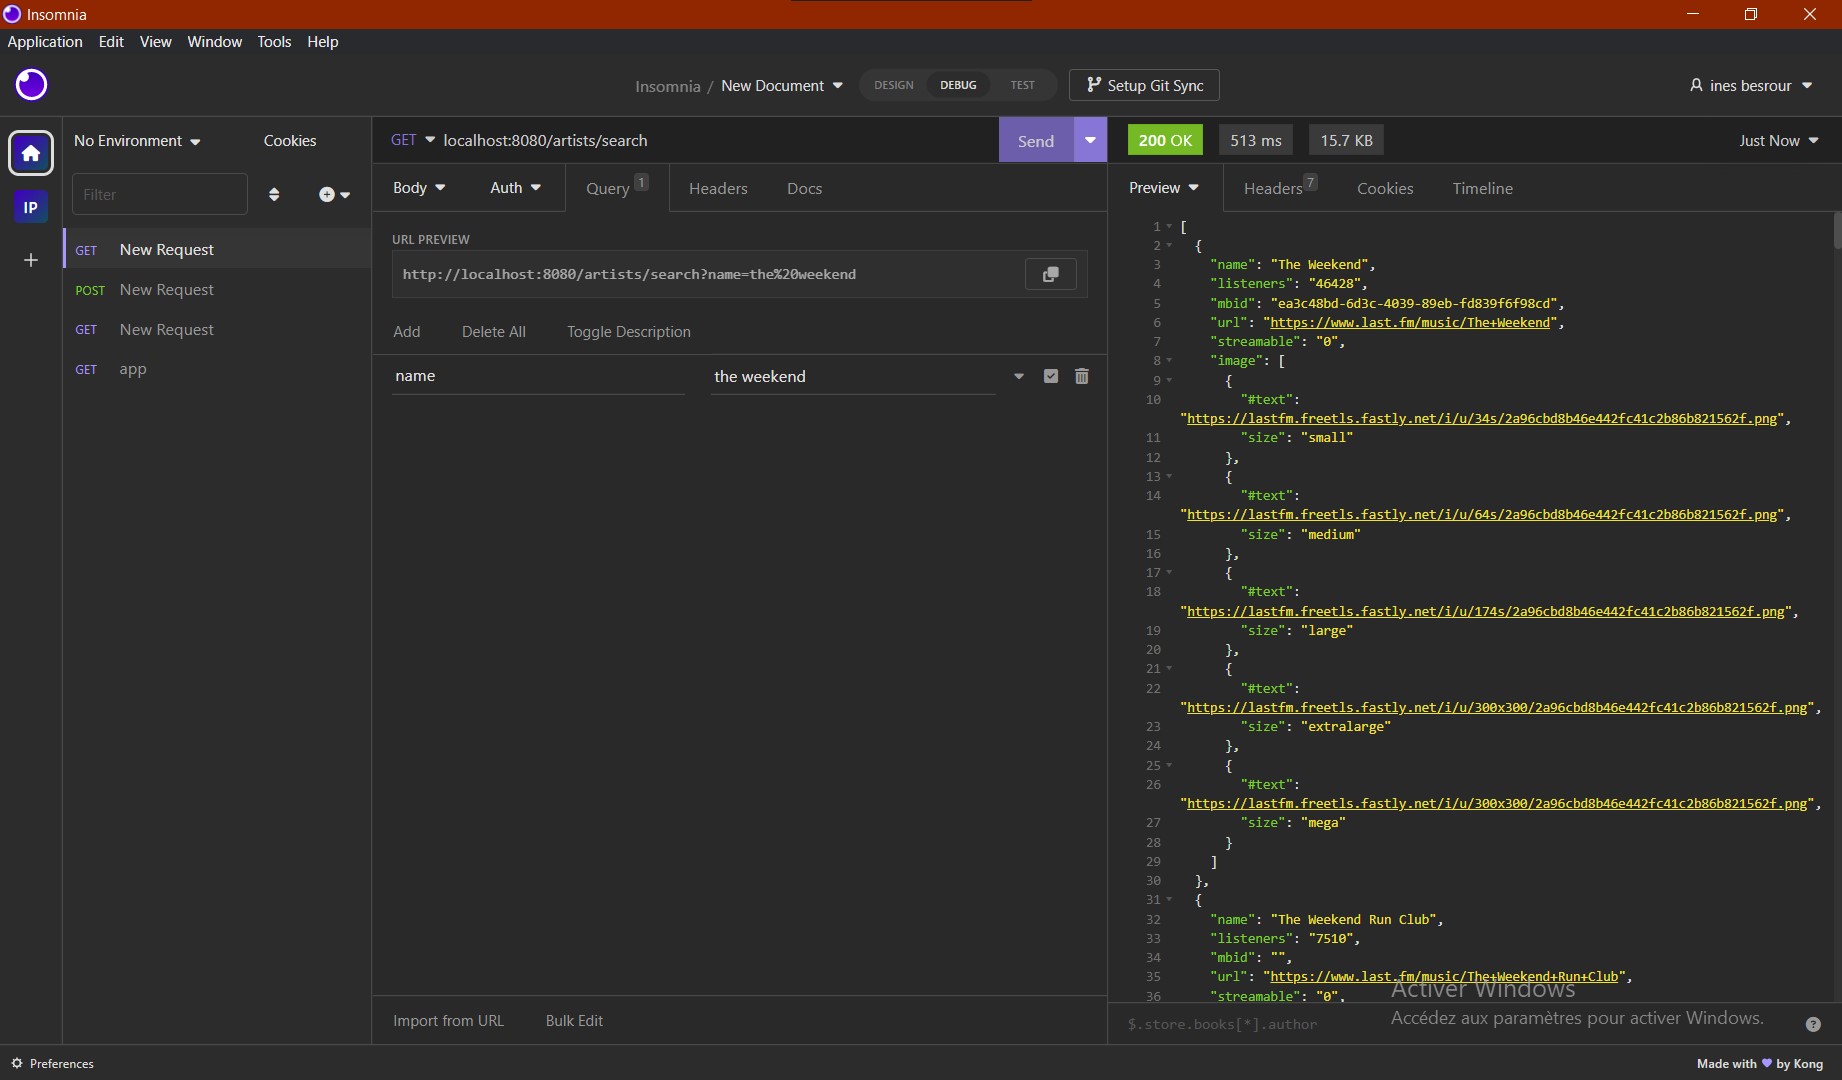 Insomnia
Application Edit View Window Tools Help
Insomnia / New Document DESIGN DEBUG TEST Setup Git Sync ines besrour
No Environment Cookies
GET localhost:8080/artists/search Send
200 OK 513 ms 15.7 KB Just Now
IP
Filter
GET New Request
POST New Request
GET New Request
GET app
Body Auth Query 1 Headers Docs
URL PREVIEW
http://localhost:8080/artists/search?name=the%20weekend
Add Delete All Toggle Description
name the weekend
Import from URL Bulk Edit
Preview Headers 7 Cookies Timeline
1 [
2 {
3 "name": "The Weekend",
4 "listeners": "46428",
5 "mbid": "ea3c48bd-6d3c-4039-89eb-fd839f6f98cd",
6 "url": "https://www.last.fm/music/The+Weekend",
7 "streamable": "0",
8 "image": [
9 {
10 "#text":
"https://lastfm.freetls.fastly.net/i/u/34s/2a96cbd8b46e442fc41c2b86b821562f.png",
11 "size": "small"
12 },
13 {
14 "#text":
"https://lastfm.freetls.fastly.net/i/u/64s/2a96cbd8b46e442fc41c2b86b821562f.png",
15 "size": "medium"
16 },
17 {
18 "#text":
"https://lastfm.freetls.fastly.net/i/u/174s/2a96cbd8b46e442fc41c2b86b821562f.png",
19 "size": "large"
20 },
21 {
22 "#text":
"https://lastfm.freetls.fastly.net/i/u/300x300/2a96cbd8b46e442fc41c2b86b821562f.png",
23 "size": "extralarge"
24 },
25 {
26 "#text":
"https://lastfm.freetls.fastly.net/i/u/300x300/2a96cbd8b46e442fc41c2b86b821562f.png",
27 "size": "mega"
28 }
29 ]
30 },
31 {
32 "name": "The Weekend Run Club",
33 "listeners": "7510",
34 "mbid": "",
35 "url": "https://www.last.fm/music/The+Weekend+Run+Club",
36 "streamable": "0",
Activer Windows
Accédez aux paramètres pour activer Windows.
$.store.books[*].author
Preferences
Made with by Kong